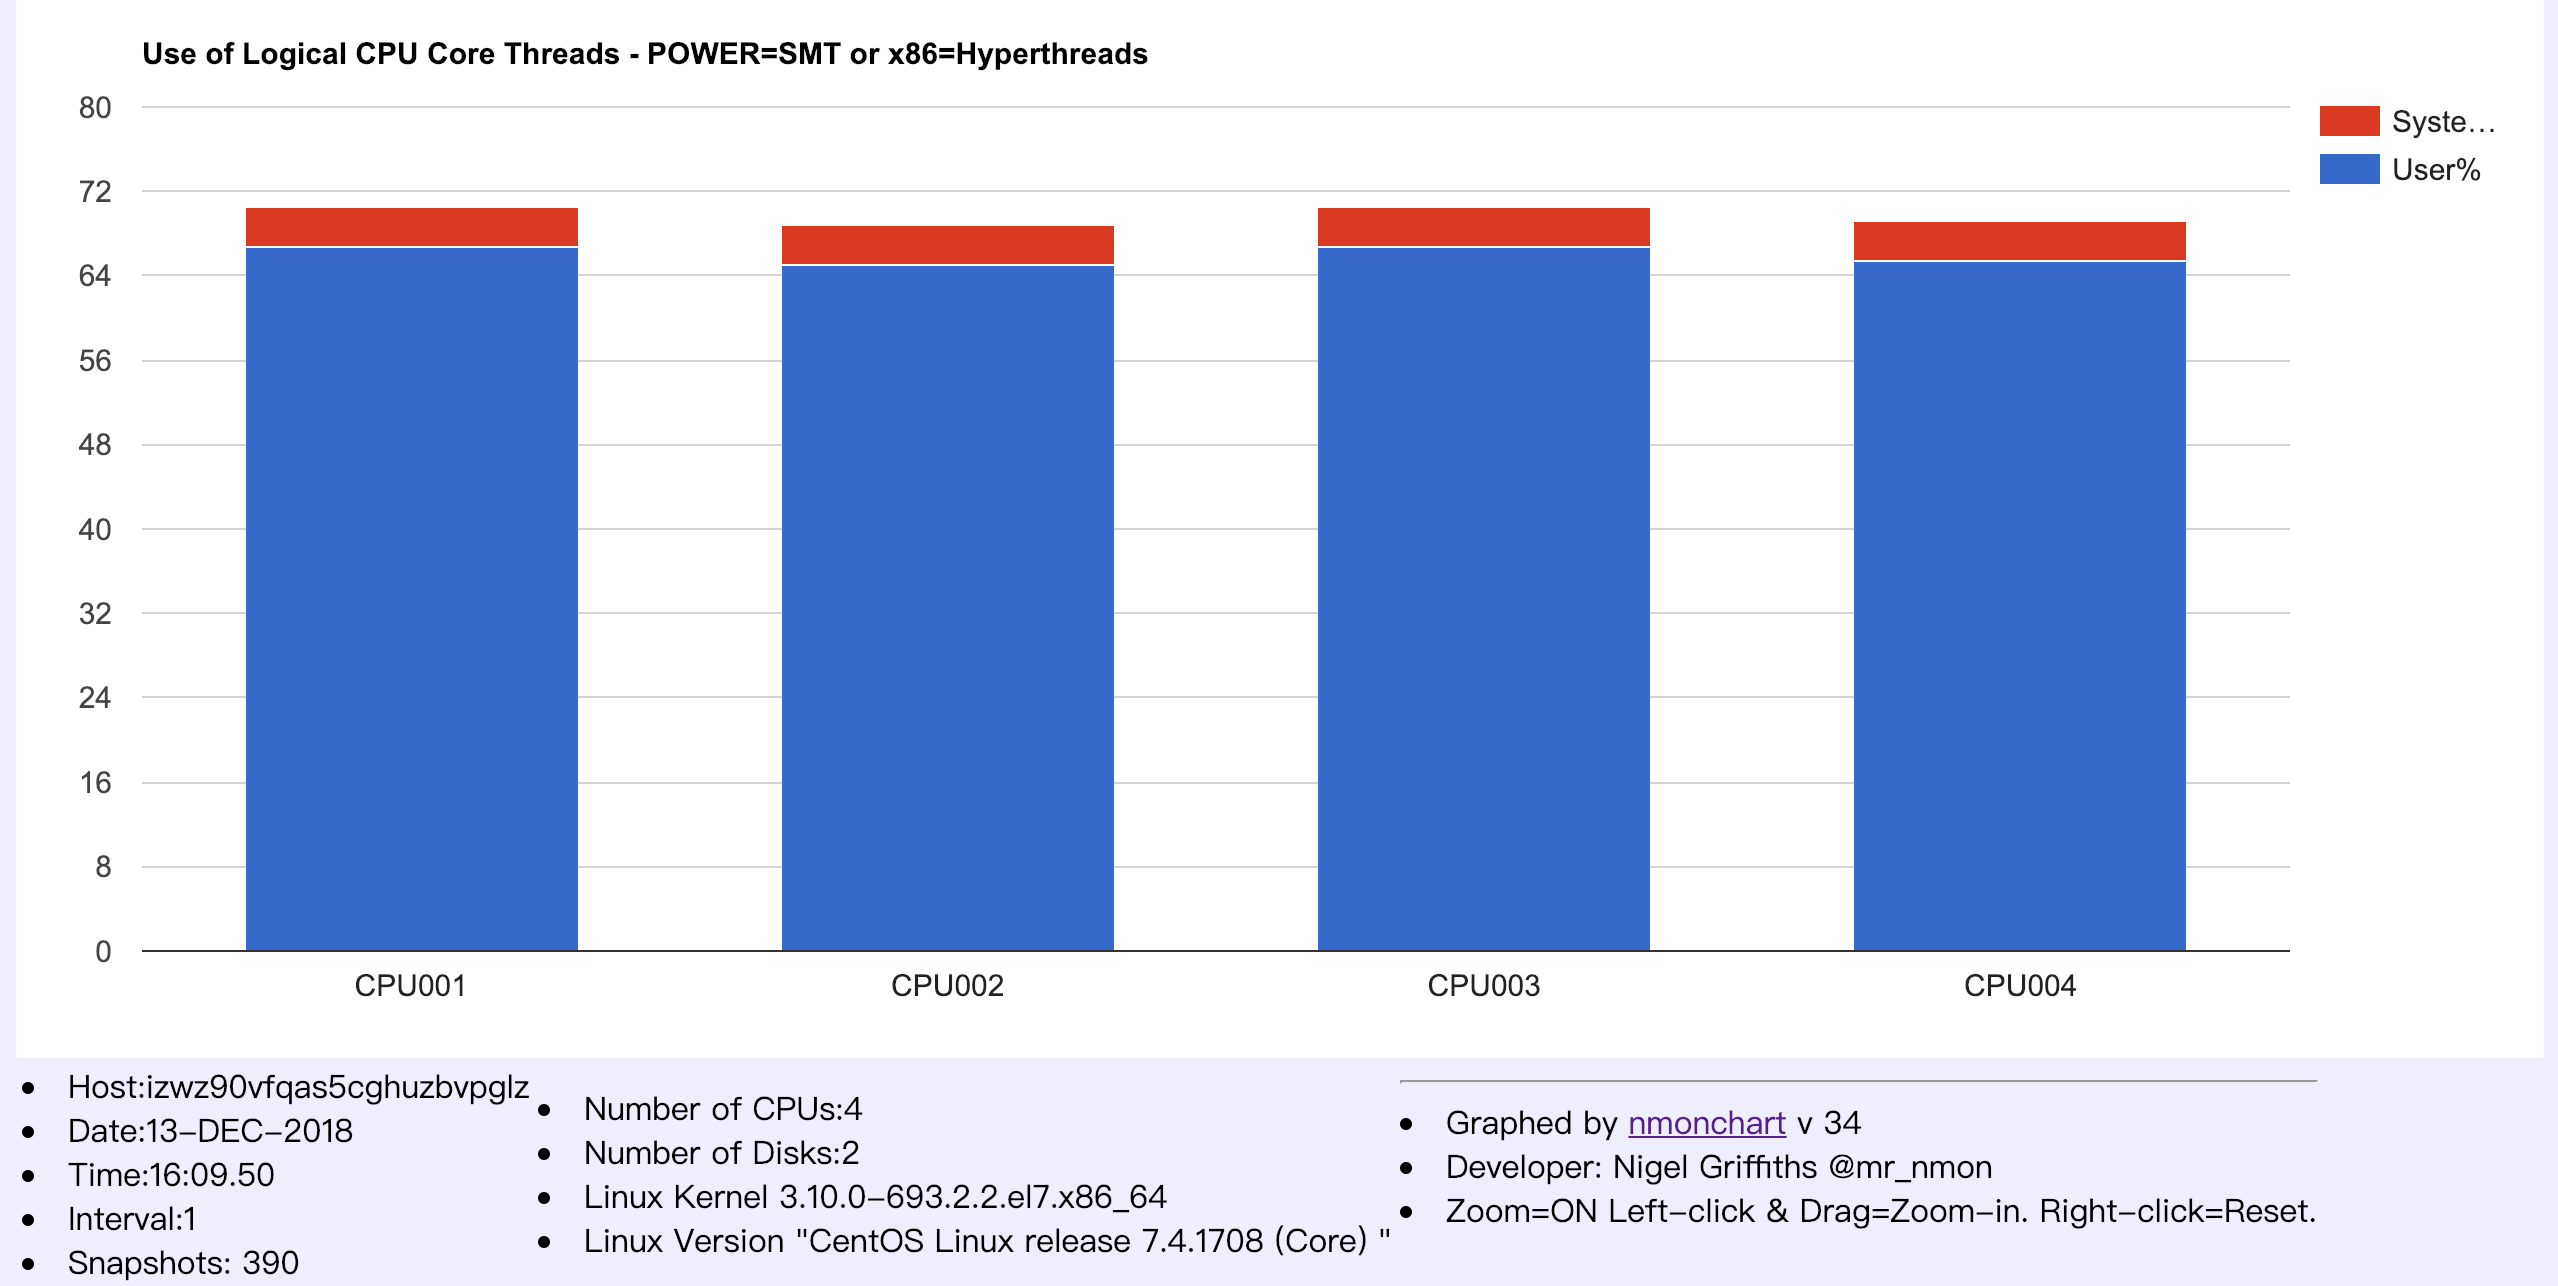 Use of Logical CPU Core Threads - POWER=SMT or x86=Hyperthreads
80
72
64
56
48
40
32
24
16
8
0
Syste...
User%
CPU001
CPU002
CPU003
CPU004
Host:izwz90vfqas5cghuzbvpglz
Date:13-DEC-2018
Time:16:09.50
Interval:1
Snapshots: 390
Number of CPUs:4
Number of Disks:2
Linux Kernel 3.10.0-693.2.2.el7.x86_64
Linux Version "CentOS Linux release 7.4.1708 (Core) "
Graphed by nmonchart v 34
Developer: Nigel Griffiths @mr_nmon
Zoom=ON Left-click & Drag=Zoom-in. Right-click=Reset.